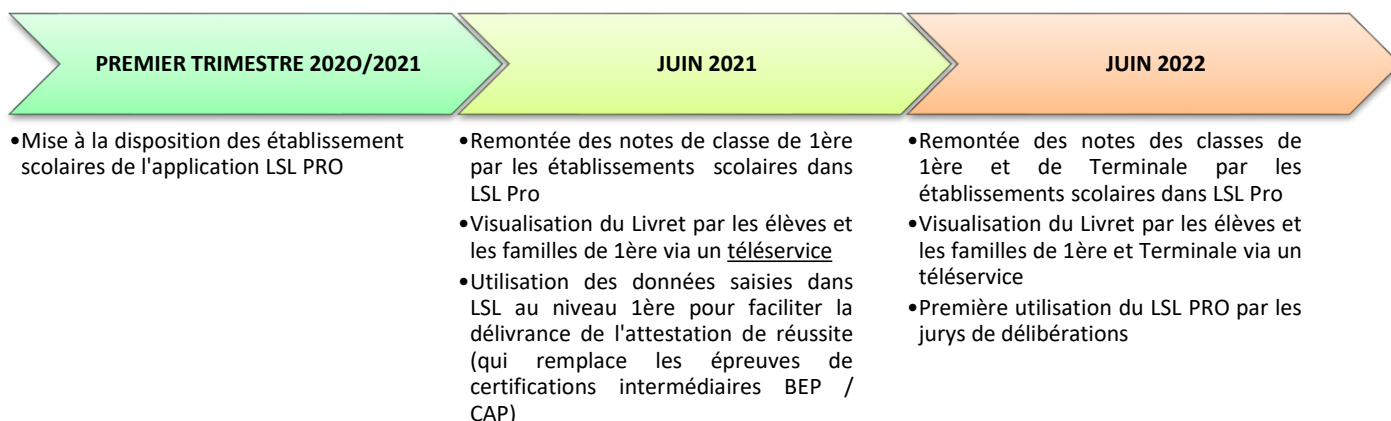 PREMIER TRIMESTRE 202O/2021
•Mise à la disposition des établissement
scolaires de l'application LSL PRO
JUIN 2021
•Remontée des notes de classe de 1ère
par les établissements scolaires dans
LSL Pro
•Visualisation du Livret par les élèves et
les familles de 1ère via un téléservice
•Utilisation des données saisies dans
LSL au niveau 1ère pour faciliter la
délivrance de l'attestation de réussite
(qui remplace les épreuves de
certifications intermédiaires BEP /
CAP)
JUIN 2022
•Remontée des notes des classes de
1ère et de Terminale par les
établissements scolaires dans LSL Pro
•Visualisation du Livret par les élèves et
les familles de 1ère et Terminale via un
téléservice
•Première utilisation du LSL PRO par les
jurys de délibérations